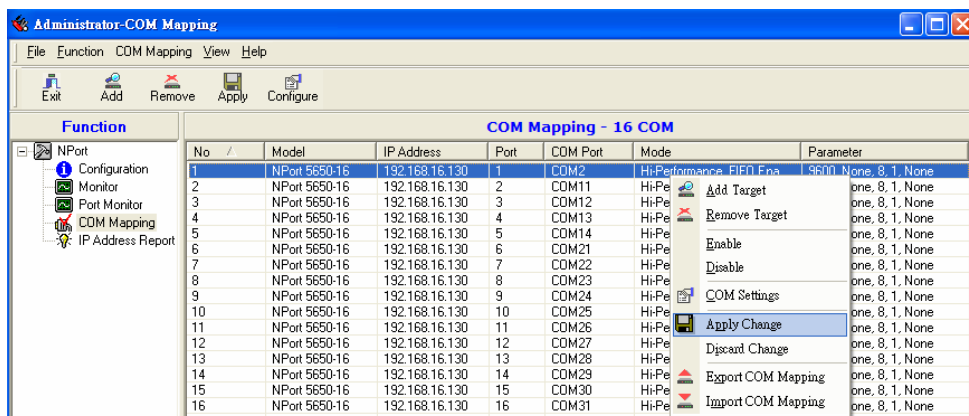 Administrator-COM Mapping
File Function COM Mapping View Help
Exit Add Remove Apply Configure
Function
COM Mapping - 16 COM
NPort
Configuration
Monitor
Port Monitor
COM Mapping
IP Address Report
No Model IP Address Port COM Port Mode Parameter
1 NPort 5650-16 192.168.16.130 1 COM2 Hi-Performance, FIFO Ena... 9600, None, 8, 1, None
2 NPort 5650-16 192.168.16.130 2 COM11 Hi-Pe one, 8, 1, None
3 NPort 5650-16 192.168.16.130 3 COM12 Hi-Pe one, 8, 1, None
4 NPort 5650-16 192.168.16.130 4 COM13 Hi-Pe one, 8, 1, None
5 NPort 5650-16 192.168.16.130 5 COM14 Hi-Pe one, 8, 1, None
6 NPort 5650-16 192.168.16.130 6 COM21 Hi-Pe one, 8, 1, None
7 NPort 5650-16 192.168.16.130 7 COM22 Hi-Pe one, 8, 1, None
8 NPort 5650-16 192.168.16.130 8 COM23 Hi-Pe one, 8, 1, None
9 NPort 5650-16 192.168.16.130 9 COM24 Hi-Pe one, 8, 1, None
10 NPort 5650-16 192.168.16.130 10 COM25 Hi-Pe one, 8, 1, None
11 NPort 5650-16 192.168.16.130 11 COM26 Hi-Pe one, 8, 1, None
12 NPort 5650-16 192.168.16.130 12 COM27 Hi-Pe one, 8, 1, None
13 NPort 5650-16 192.168.16.130 13 COM28 Hi-Pe one, 8, 1, None
14 NPort 5650-16 192.168.16.130 14 COM29 Hi-Pe one, 8, 1, None
15 NPort 5650-16 192.168.16.130 15 COM30 Hi-Pe one, 8, 1, None
16 NPort 5650-16 192.168.16.130 16 COM31 Hi-Pe one, 8, 1, None
Add Target
Remove Target
Enable
Disable
COM Settings
Apply Change
Discard Change
Export COM Mapping
Import COM Mapping